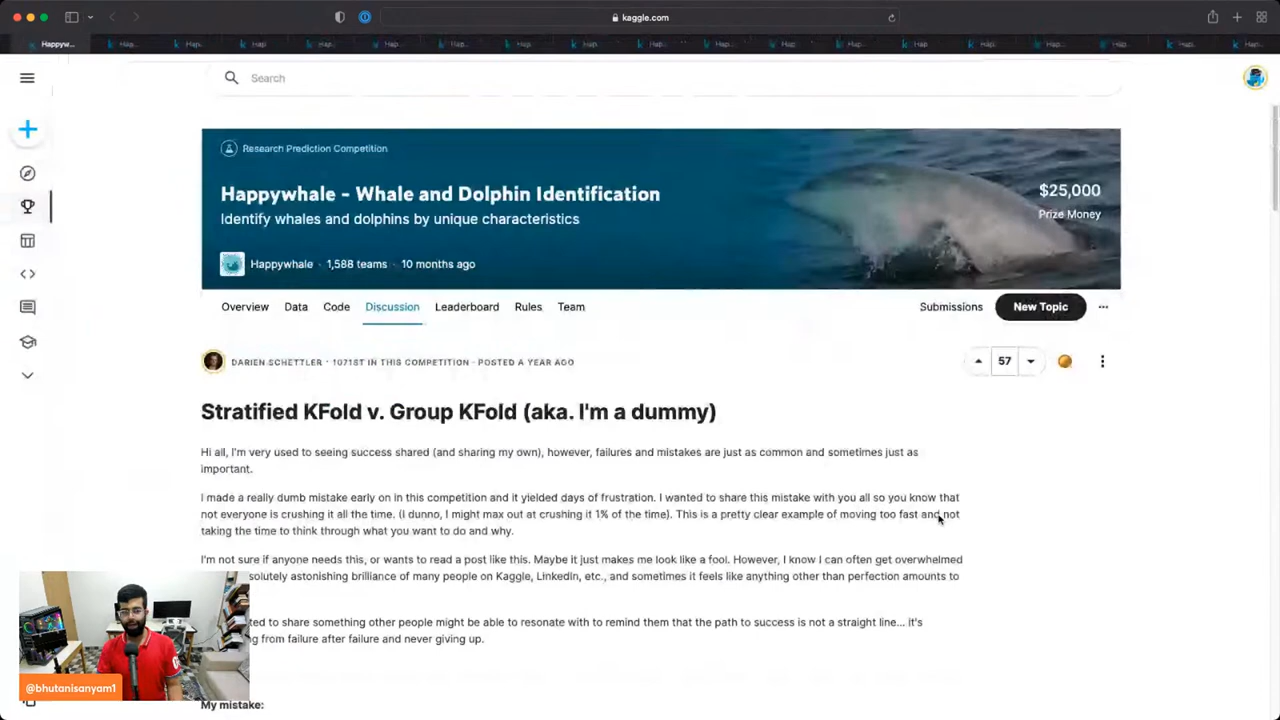 kaggle.com
Happyw...
Search
Research Prediction Competition
Happywhale - Whale and Dolphin Identification
Identify whales and dolphins by unique characteristics
$25,000
Prize Money
Happywhale · 1,588 teams · 10 months ago
Overview Data Code Discussion Leaderboard Rules Team Submissions New Topic
DARIEN SCHETTLER · 1071ST IN THIS COMPETITION · POSTED A YEAR AGO
57
Stratified KFold v. Group KFold (aka. I'm a dummy)
Hi all, I'm very used to seeing success shared (and sharing my own), however, failures and mistakes are just as common and sometimes just as
important.
I made a really dumb mistake early on in this competition and it yielded days of frustration. I wanted to share this mistake with you all so you know that
not everyone is crushing it all the time. (I dunno, I might max out at crushing it 1% of the time). This is a pretty clear example of moving too fast and not
taking the time to think through what you want to do and why.
I'm not sure if anyone needs this, or wants to read a post like this. Maybe it just makes me look like a fool. However, I know I can often get overwhelmed
solutely astonishing brilliance of many people on Kaggle, LinkedIn, etc., and sometimes it feels like anything other than perfection amounts to
ted to share something other people might be able to resonate with to remind them that the path to success is not a straight line... it's
g from failure after failure and never giving up.
@bhutanisanyam1
My mistake: